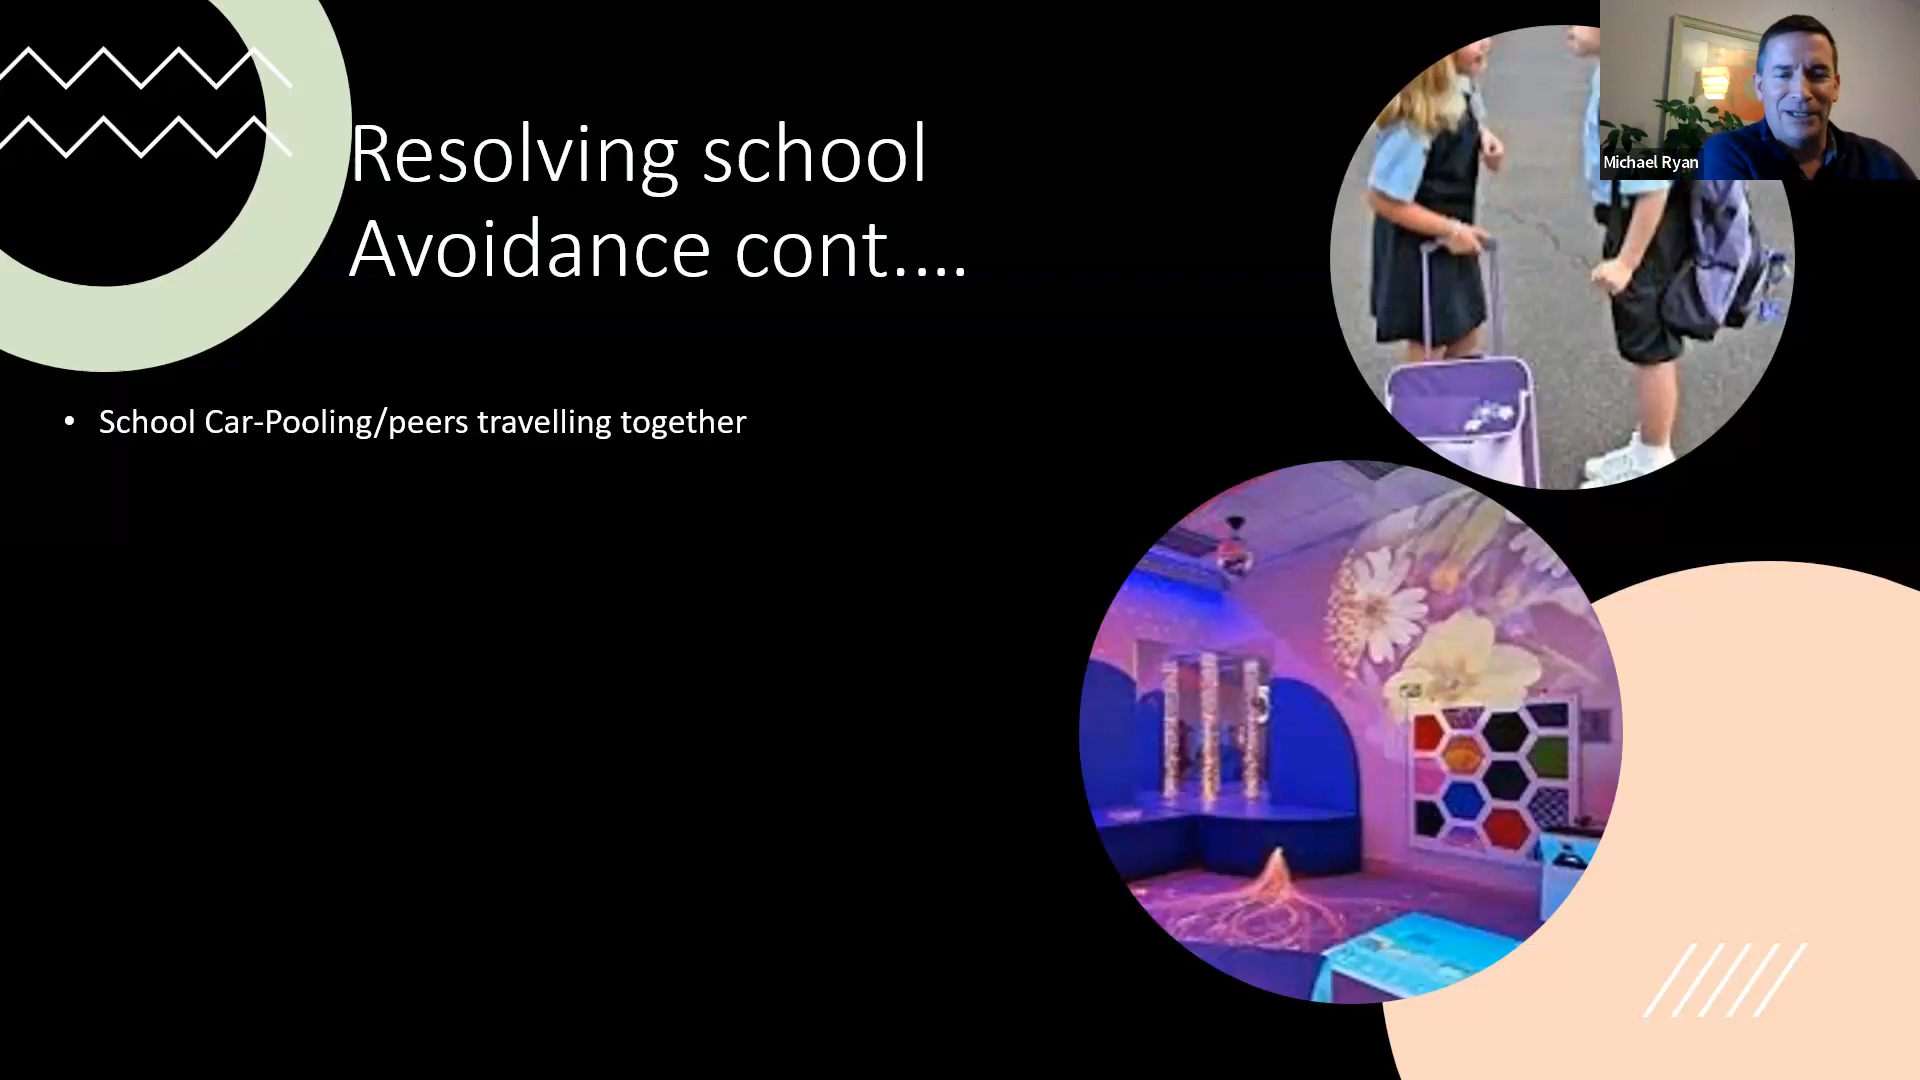 Resolving school
Avoidance cont....
• School Car-Pooling/peers travelling together
Michael Ryan